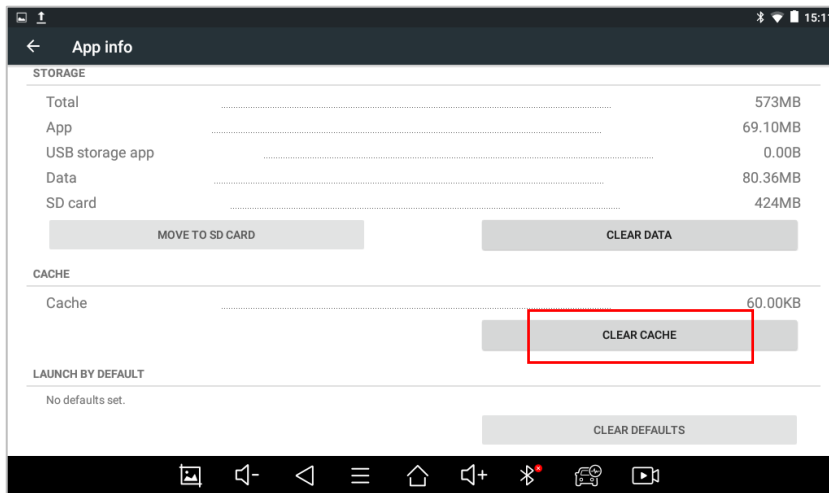 15:11
App info
STORAGE
Total 573MB
App 69.10MB
USB storage app 0.00B
Data 80.36MB
SD card 424MB
MOVE TO SD CARD CLEAR DATA
CACHE
Cache 60.00KB
CLEAR CACHE
LAUNCH BY DEFAULT
No defaults set.
CLEAR DEFAULTS